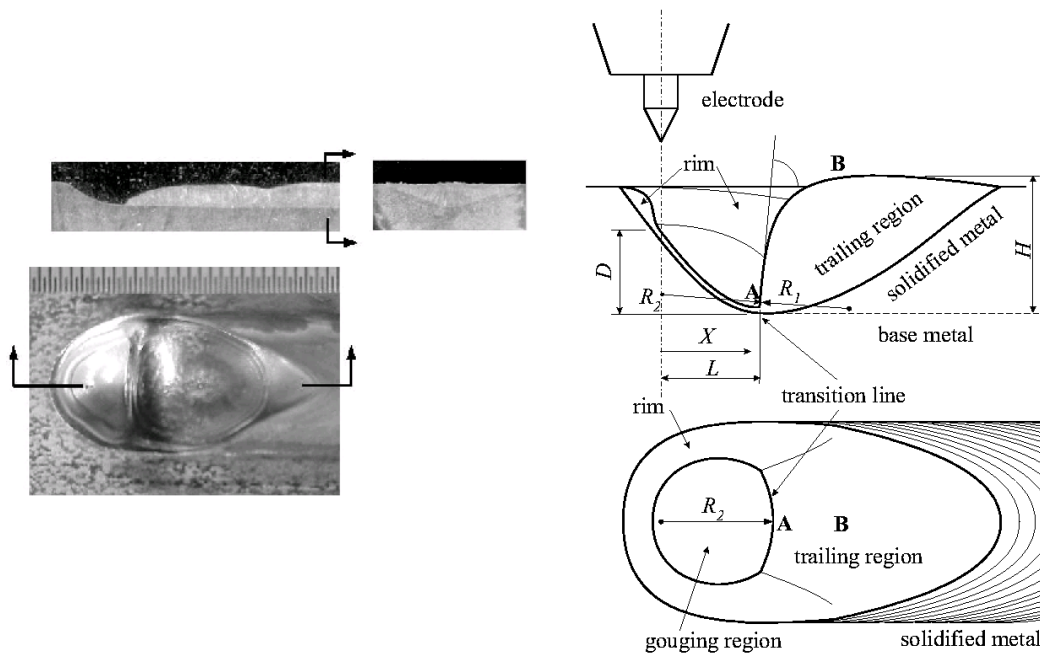 electrode
rim
B
trailing region
solidified metal
H
D
R2
A
R1
base metal
X
L
transition line
rim
R2
A
B
trailing region
gouging region
solidified metal